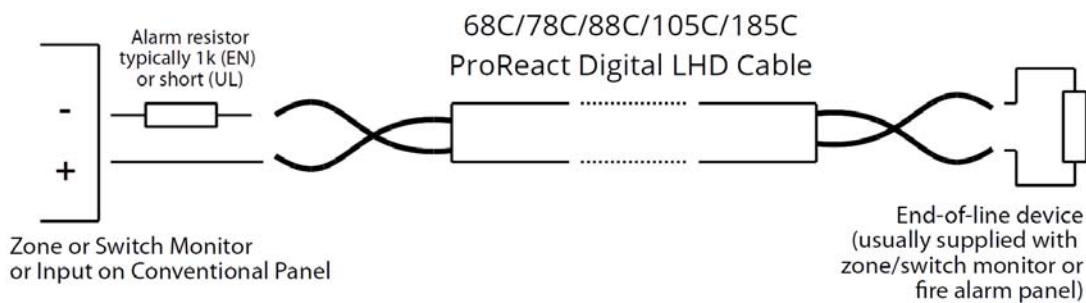 68C/78C/88C/105C/185C
ProReact Digital LHD Cable
Alarm resistor
typically 1k (EN)
or short (UL)
-
+
Zone or Switch Monitor
or Input on Conventional Panel
End-of-line device
(usually supplied with
zone/switch monitor or
fire alarm panel)